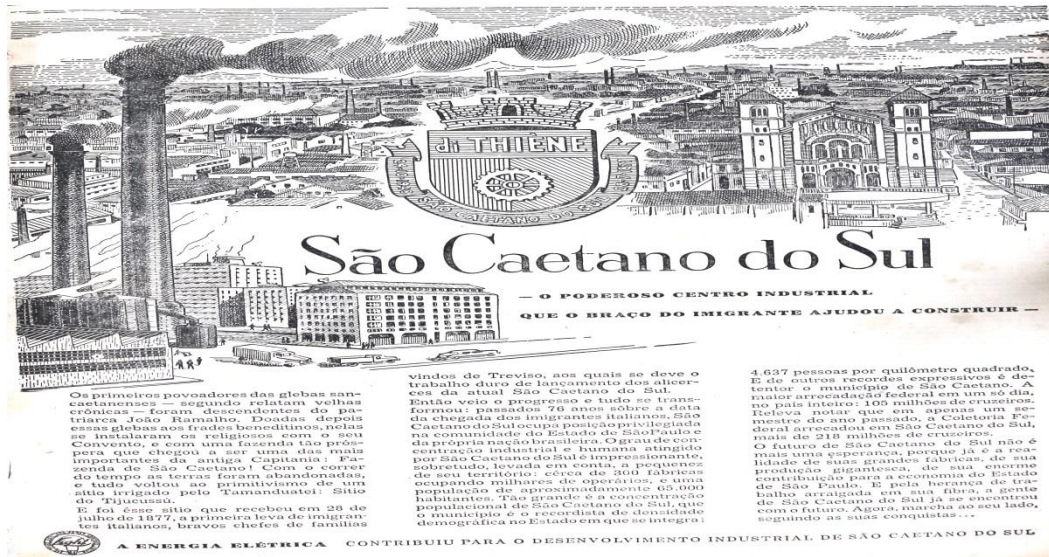 di THIÊNE
SÃO CAETANO DO SUL
São Caetano do Sul
— O PODEROSO CENTRO INDUSTRIAL
QUE O BRAÇO DO IMIGRANTE AJUDOU A CONSTRUIR —
Os primeiros povoadores das glebas san-
caetanenses — segundo relatam velhas
crônicas — foram descendentes do pa-
triarca João Ramalho. Doadas depois
essas glebas aos frades beneditinos, nelas
se instalaram os religiosos com o seu
Convento, e com uma fazenda tão prós-
pera que chegou a ser uma das mais
importantes da antiga Capitania: Fa-
zenda de São Caetano! Com o correr
do tempo as terras foram abandonadas,
e tudo voltou ao primitivismo de um
sítio irrigado pelo Tamanduateí: Sítio
do Tijucussú.
E foi êsse sítio que recebeu em 28 de
julho de 1877, a primeira leva de imigran-
tes italianos, bravos chefes de famílias
vindos de Treviso, aos quais se deve o
trabalho duro de lançamento dos alicer-
ces da atual São Caetano do Sul.
Então veio o progresso e tudo se trans-
formou: passados 76 anos sôbre a data
da chegada dos imigrantes italianos, São
Caetano do Sul ocupa posição privilegiada
na comunidade do Estado de São Paulo e
da própria nação brasileira. O grau de con-
centração industrial e humana atingido
por São Caetano do Sul é impressionante,
sobretudo, levada em conta, a pequenez
de seu território: cêrca de 300 fábricas
ocupando milhares de operários, e uma
população de aproximadamente 65.000
habitantes. Tão grande é a concentração
populacional de São Caetano do Sul, que
o município é o recordista de densidade
demográfica no Estado em que se integra:
4.637 pessoas por quilômetro quadrado.
E de outros recordes expressivos é de-
tentor o município de São Caetano. A
maior arrecadação federal em um só dia,
no país inteiro: 105 milhões de cruzeiros.
Releva notar que em apenas um se-
mestre do ano passado, a Coletoria Fe-
deral arrecadou em São Caetano do Sul,
mais de 218 milhões de cruzeiros.
O futuro de São Caetano do Sul não é
mais uma esperança, porque já é a rea-
lidade de suas grandes fábricas, de sua
produção gigantesca, de sua enorme
contribuição para a economia do Estado
de São Paulo. E pela herança de tra-
balho arraigada em sua fibra, a gente
de São Caetano do Sul já se encontrou
com o futuro. Agora, marcha ao seu lado,
seguindo as suas conquistas...
A ENERGIA ELÉTRICA CONTRIBUIU PARA O DESENVOLVIMENTO INDUSTRIAL DE SÃO CAETANO DO SUL